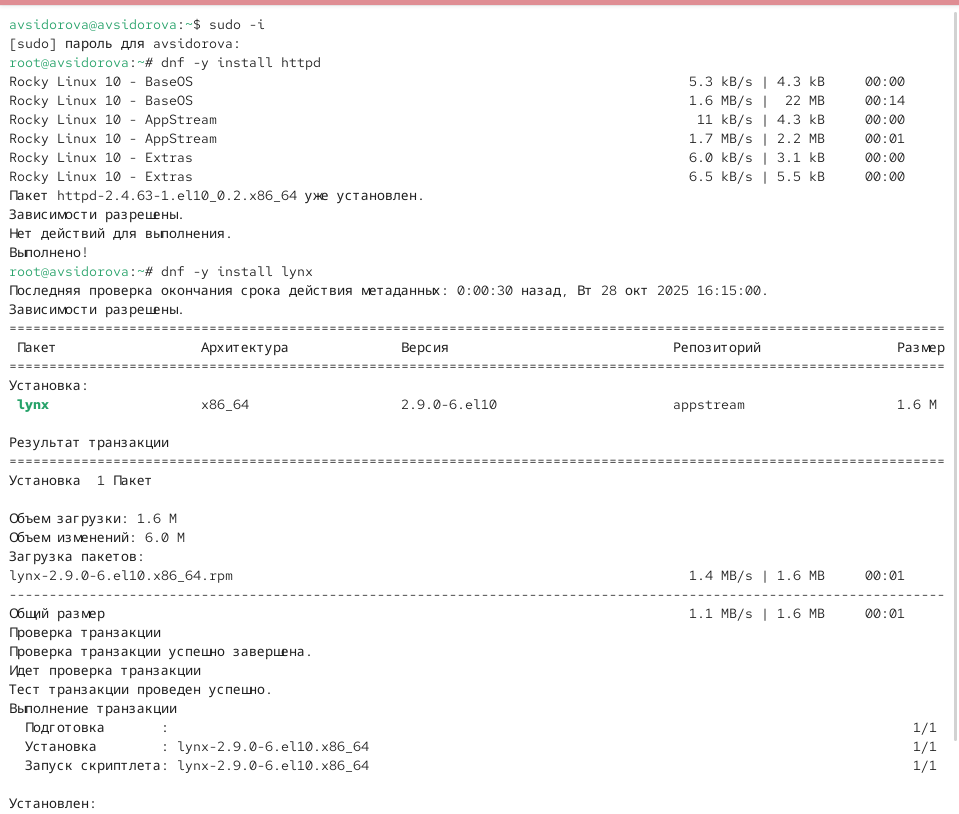 avsidorova@avsidorova:~$ sudo -i
[sudo] пароль для avsidorova:
root@avsidorova:~# dnf -y install httpd
Rocky Linux 10 - BaseOS 5.3 kB/s | 4.3 kB 00:00
Rocky Linux 10 - BaseOS 1.6 MB/s | 22 MB 00:14
Rocky Linux 10 - AppStream 11 kB/s | 4.3 kB 00:00
Rocky Linux 10 - AppStream 1.7 MB/s | 2.2 MB 00:01
Rocky Linux 10 - Extras 6.0 kB/s | 3.1 kB 00:00
Rocky Linux 10 - Extras 6.5 kB/s | 5.5 kB 00:00
Пакет httpd-2.4.63-1.el10_0.2.x86_64 уже установлен.
Зависимости разрешены.
Нет действий для выполнения.
Выполнено!
root@avsidorova:~# dnf -y install lynx
Последняя проверка окончания срока действия метаданных: 0:00:30 назад, Вт 28 окт 2025 16:15:00.
Зависимости разрешены.
=====================================================================================================================
Пакет Архитектура Версия Репозиторий Размер
=====================================================================================================================
Установка:
lynx x86_64 2.9.0-6.el10 appstream 1.6 M
Результат транзакции
=====================================================================================================================
Установка 1 Пакет
Объем загрузки: 1.6 M
Объем изменений: 6.0 M
Загрузка пакетов:
lynx-2.9.0-6.el10.x86_64.rpm 1.4 MB/s | 1.6 MB 00:01
---------------------------------------------------------------------------------------------------------------------
Общий размер 1.1 MB/s | 1.6 MB 00:01
Проверка транзакции
Проверка транзакции успешно завершена.
Идет проверка транзакции
Тест транзакции проведен успешно.
Выполнение транзакции
Подготовка : 1/1
Установка : lynx-2.9.0-6.el10.x86_64 1/1
Запуск скриптлета: lynx-2.9.0-6.el10.x86_64 1/1
Установлен: